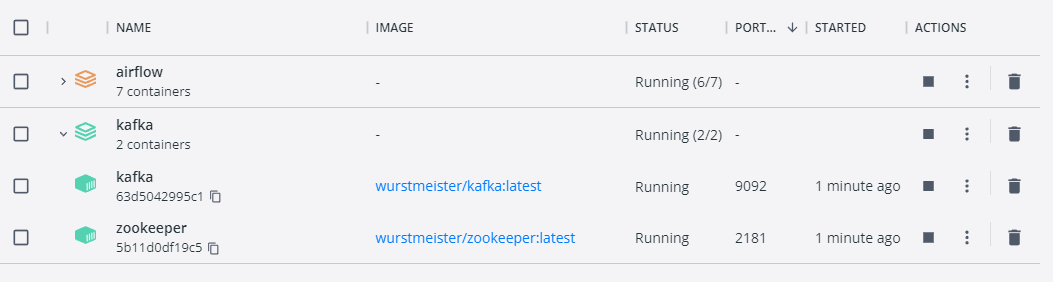 NAME IMAGE STATUS PORT... STARTED ACTIONS
airflow
7 containers
- Running (6/7) -
kafka
2 containers
- Running (2/2) -
kafka
63d5042995c1
wurstmeister/kafka:latest Running 9092 1 minute ago
zookeeper
5b11d0df19c5
wurstmeister/zookeeper:latest Running 2181 1 minute ago